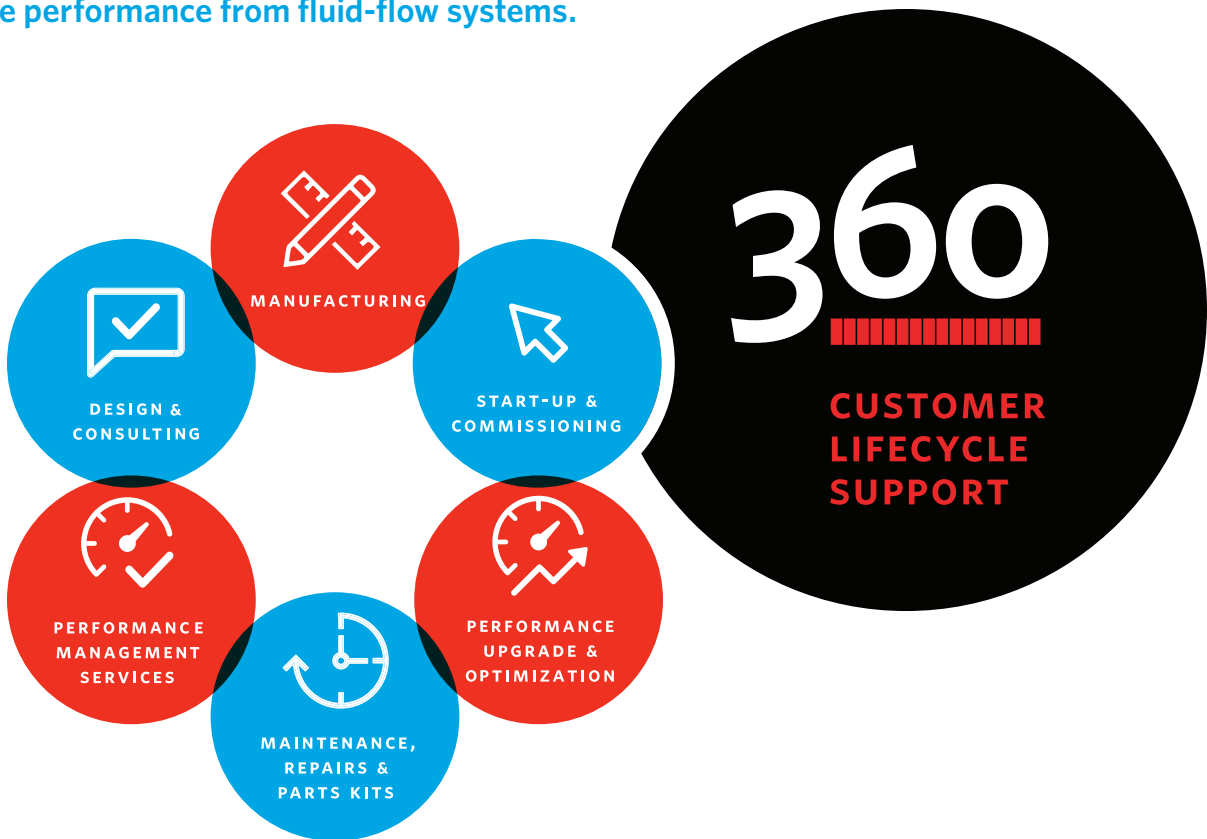 e performance from fluid-flow systems.
360
CUSTOMER
LIFECYCLE
SUPPORT
MANUFACTURING
DESIGN &
CONSULTING
START-UP &
COMMISSIONING
PERFORMANCE
MANAGEMENT
SERVICES
PERFORMANCE
UPGRADE &
OPTIMIZATION
MAINTENANCE,
REPAIRS &
PARTS KITS